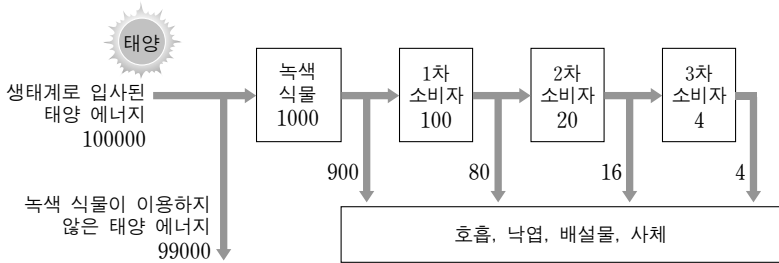 태양
생태계로 입사된
태양 에너지
100000
녹색
식물
1000
1차
소비자
100
2차
소비자
20
3차
소비자
4
900
80
16
4
녹색 식물이 이용하지
않은 태양 에너지
99000
호흡, 낙엽, 배설물, 사체